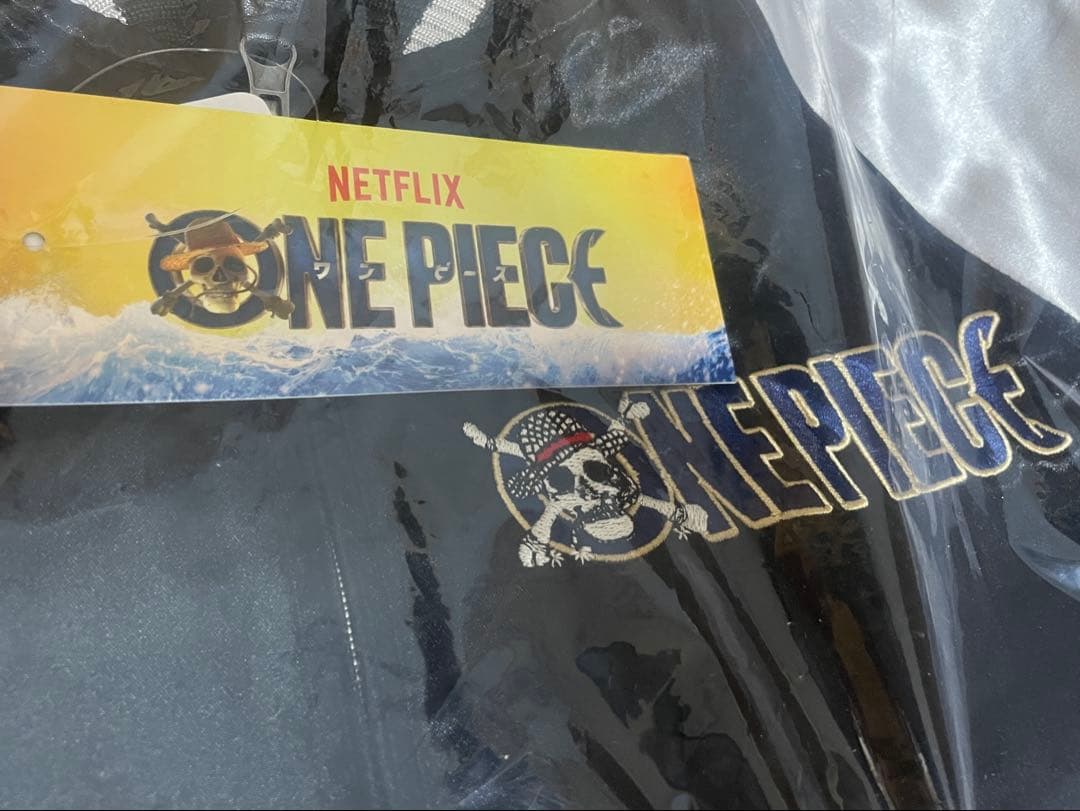 NETFLIX
ONE PIECE
ワンピース
ONE PIECE